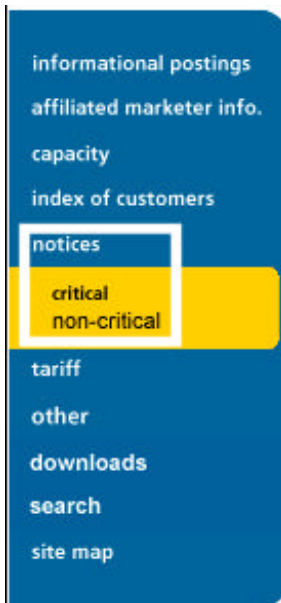 informational postings
affiliated marketer info.
capacity
index of customers
notices
critical
non-critical
tariff
other
downloads
search
site map